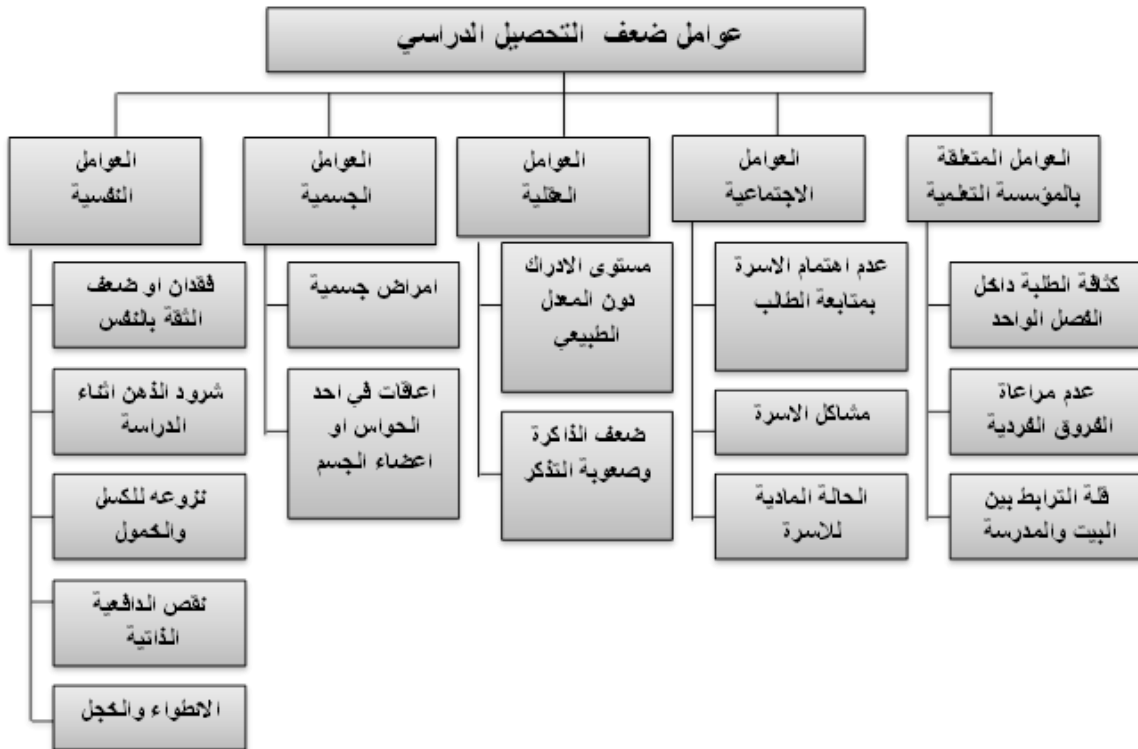 عوامل ضعف التحصيل الدراسي
العوامل المتعلقة
بالمؤسسة التعلمية
كثافة الطلبة داخل
الفصل الواحد
عدم مراعاة
الفروق الفردية
قلة الترابط بين
البيت والمدرسة
العوامل
الاجتماعية
عدم اهتمام الاسرة
بمتابعة الطالب
مشاكل الاسرة
الحالة المادية
للاسرة
العوامل
العقلية
مستوى الادراك
دون المعدل
الطبيعي
ضعف الذاكرة
وصعوبة التذكر
العوامل
الجسمية
امراض جسمية
اعاقات في احد
الحواس او
اعضاء الجسم
العوامل
النفسية
فقدان او ضعف
الثقة بالنفس
شرود الذهن اثناء
الدراسة
نزوعه للكسل
والخمول
نقص الدافعية
الذاتية
الانطواء والخجل